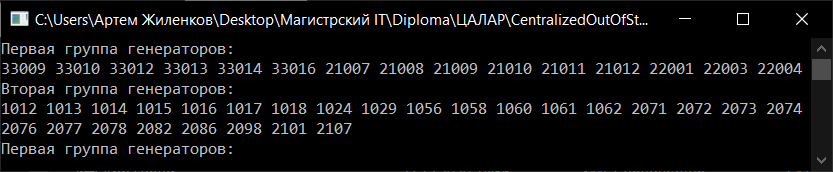 C:\Users\Артем Жиленков\Desktop\Магистрский IT\Diploma\ЦАЛАР\CentralizedOutOfSt...
Первая группа генераторов:
33009 33010 33012 33013 33014 33016 21007 21008 21009 21010 21011 21012 22001 22003 22004
Вторая группа генераторов:
1012 1013 1014 1015 1016 1017 1018 1024 1029 1056 1058 1060 1061 1062 2071 2072 2073 2074
2076 2077 2078 2082 2086 2098 2101 2107
Первая группа генераторов: